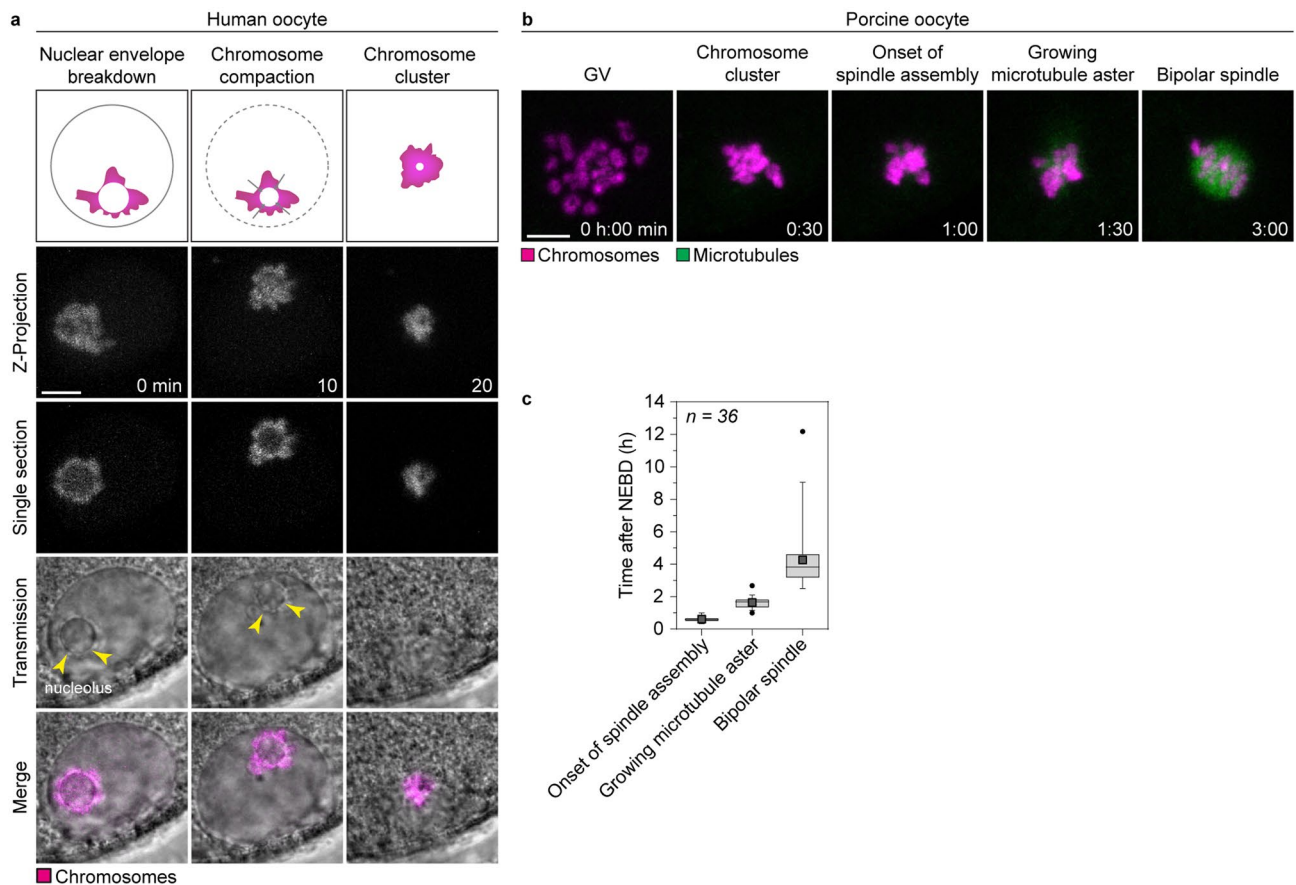 a
Human oocyte
Nuclear envelope
breakdown
Chromosome
compaction
Chromosome
cluster
Z-Projection
0 min
10
20
Single section
Transmission
nucleolus
Merge
Chromosomes
b
Porcine oocyte
GV
Chromosome
cluster
Onset of
spindle assembly
Growing
microtubule aster
Bipolar spindle
0 h:00 min
0:30
1:00
1:30
3:00
Chromosomes
Microtubules
c
n = 36
Time after NEBD (h)
14
12
10
8
6
4
2
0
Onset of spindle assembly
Growing microtubule aster
Bipolar spindle